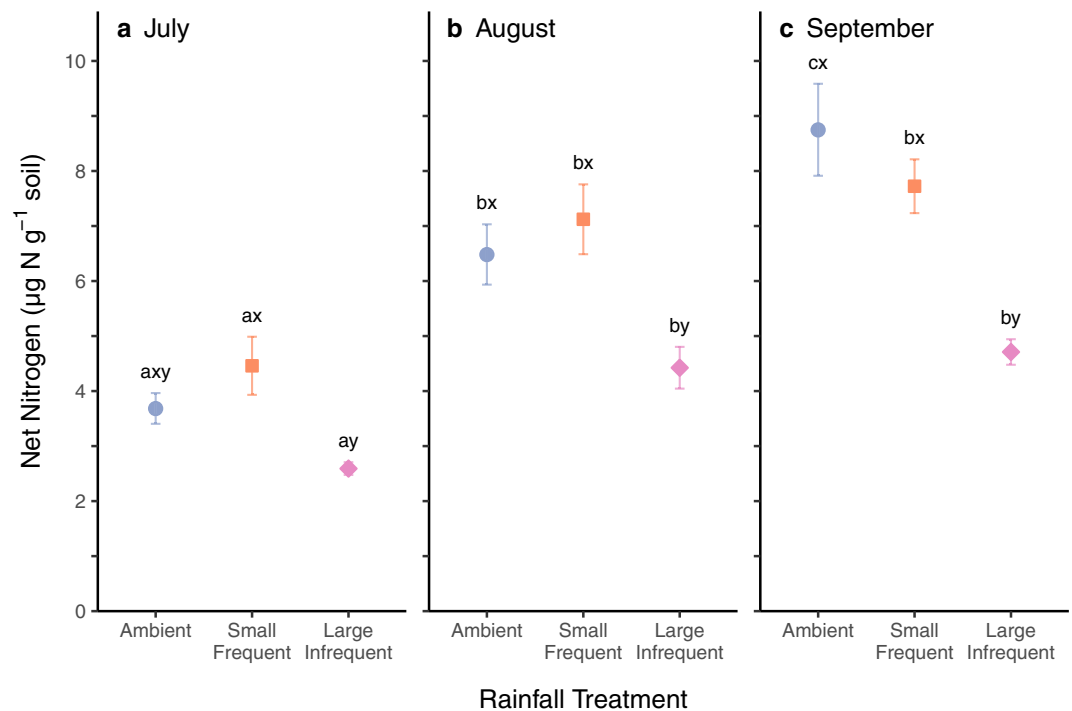 a July
b August
c September
Net Nitrogen (µg N g⁻¹ soil)
10
8
6
4
2
0
axy
ax
ay
bx
bx
by
cx
bx
by
Ambient
Small
Frequent
Large
Infrequent
Ambient
Small
Frequent
Large
Infrequent
Ambient
Small
Frequent
Large
Infrequent
Rainfall Treatment